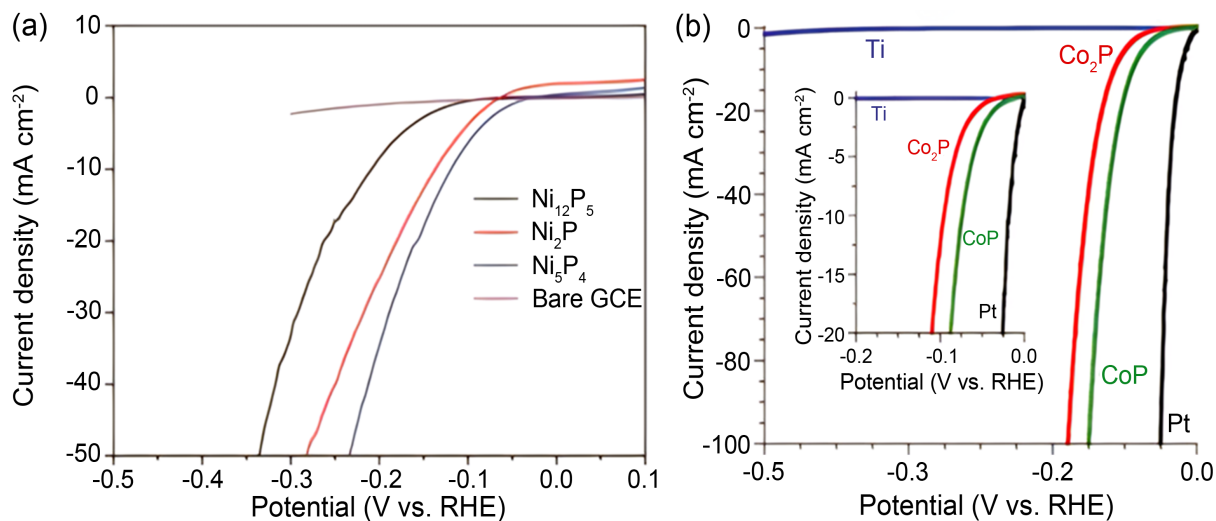 (a)
10
0
-10
-20
-30
-40
-50
Current density (mA cm⁻²)
Ni₁₂P₅
Ni₂P
Ni₅P₄
Bare GCE
-0.5 -0.4 -0.3 -0.2 -0.1 0.0 0.1
Potential (V vs. RHE)
(b)
0
-20
-40
-60
-80
-100
Current density (mA cm⁻²)
Ti
Co₂P
CoP
Pt
-0.5 -0.3 -0.2 0.0
Potential (V vs. RHE)
0
-5
-10
-15
-20
Current density (mA cm⁻²)
Ti
Co₂P
CoP
Pt
-0.2 -0.1 0.0
Potential (V vs. RHE)